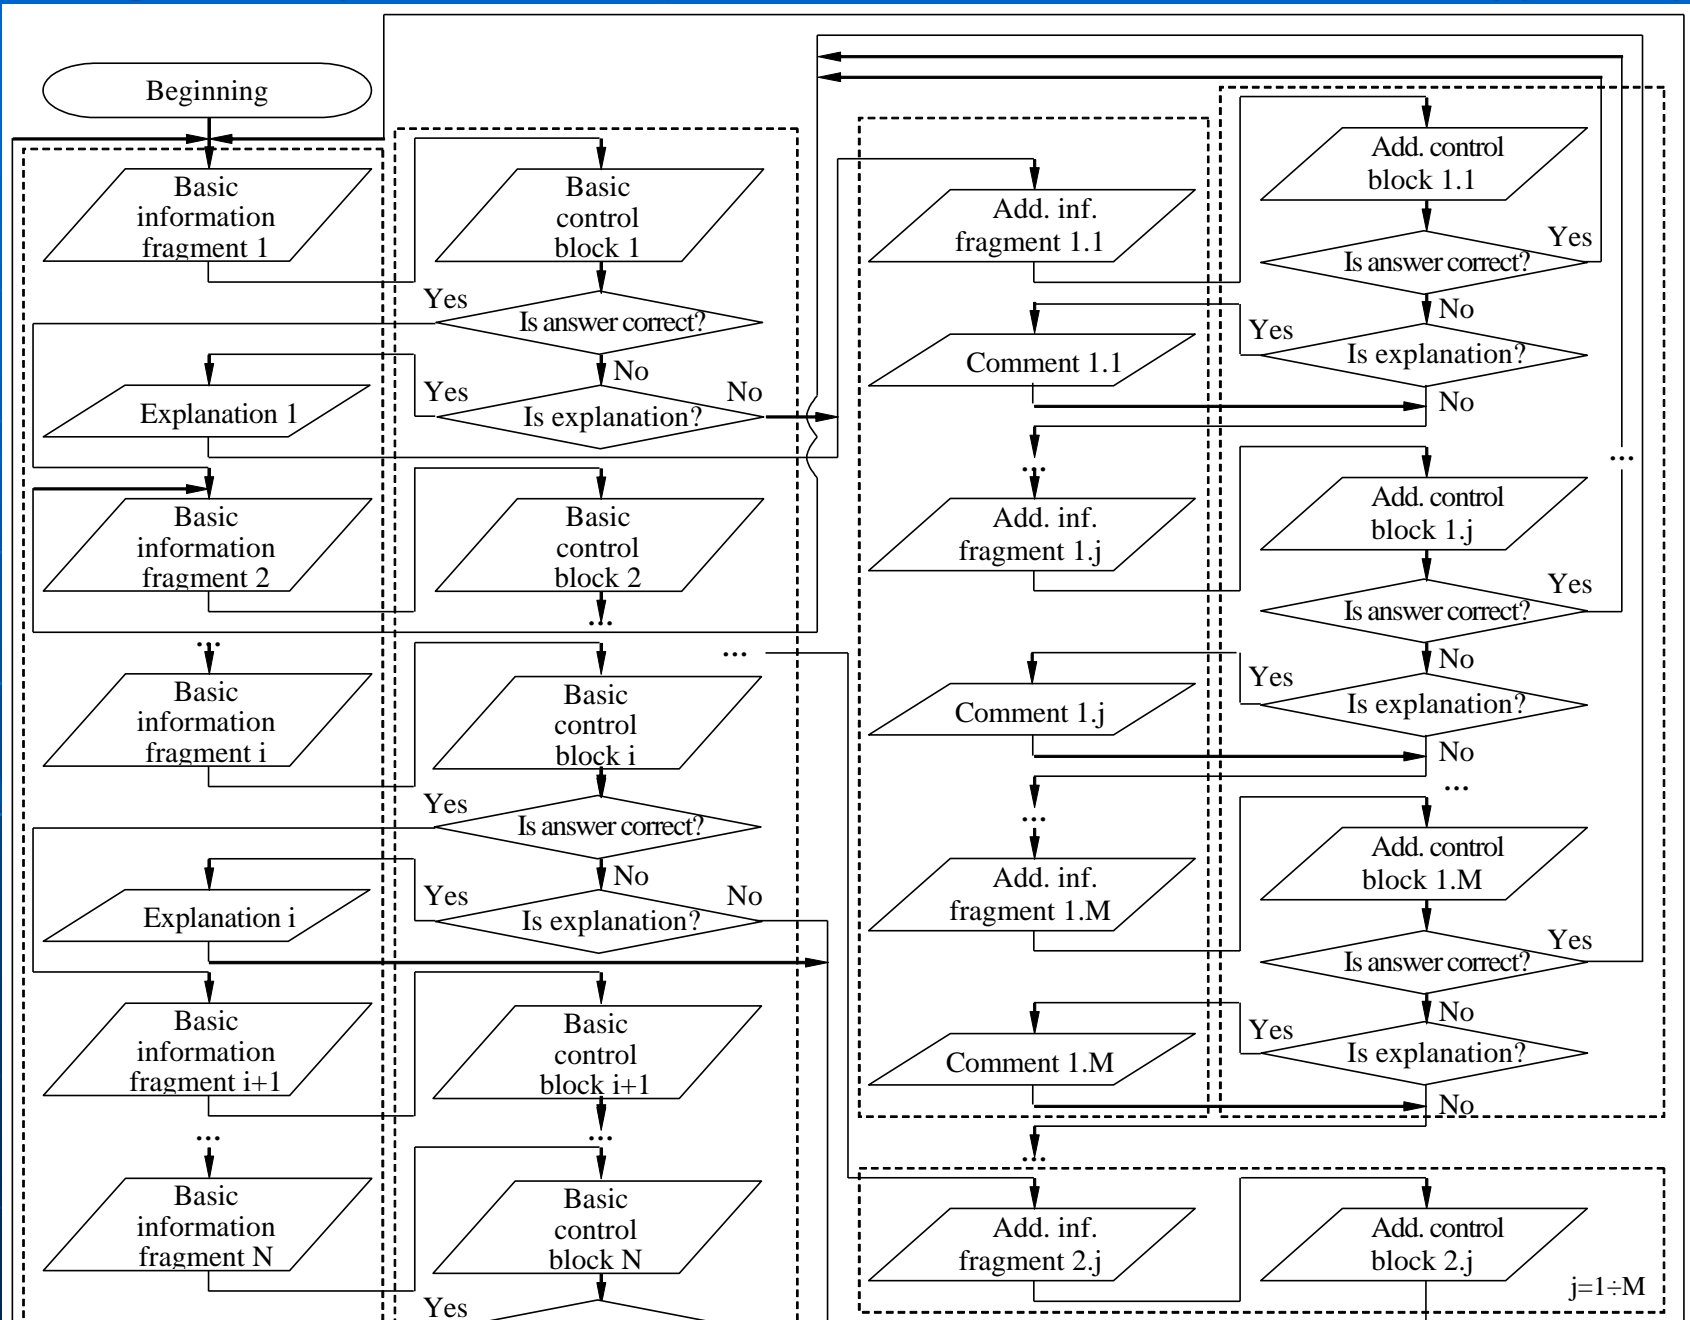 Beginning
Basic
information
fragment 1
Basic
control
block 1
Yes
Is answer correct?
No
Yes
Is explanation?
No
Explanation 1
Basic
information
fragment 2
Basic
control
block 2
...
...
Basic
information
fragment i
Basic
control
block i
...
Yes
Is answer correct?
No
Yes
Is explanation?
No
Explanation i
Basic
information
fragment i+1
Basic
control
block i+1
...
...
Basic
information
fragment N
Basic
control
block N
Yes
Add. inf.
fragment 1.1
Add. control
block 1.1
Yes
Is answer correct?
No
Yes
Is explanation?
Comment 1.1
No
...
...
Add. inf.
fragment 1.j
Add. control
block 1.j
Yes
Is answer correct?
No
Yes
Is explanation?
Comment 1.j
No
...
...
Add. inf.
fragment 1.M
Add. control
block 1.M
Yes
Is answer correct?
No
Yes
Is explanation?
Comment 1.M
No
...
Add. inf.
fragment 2.j
Add. control
block 2.j
j=1÷M